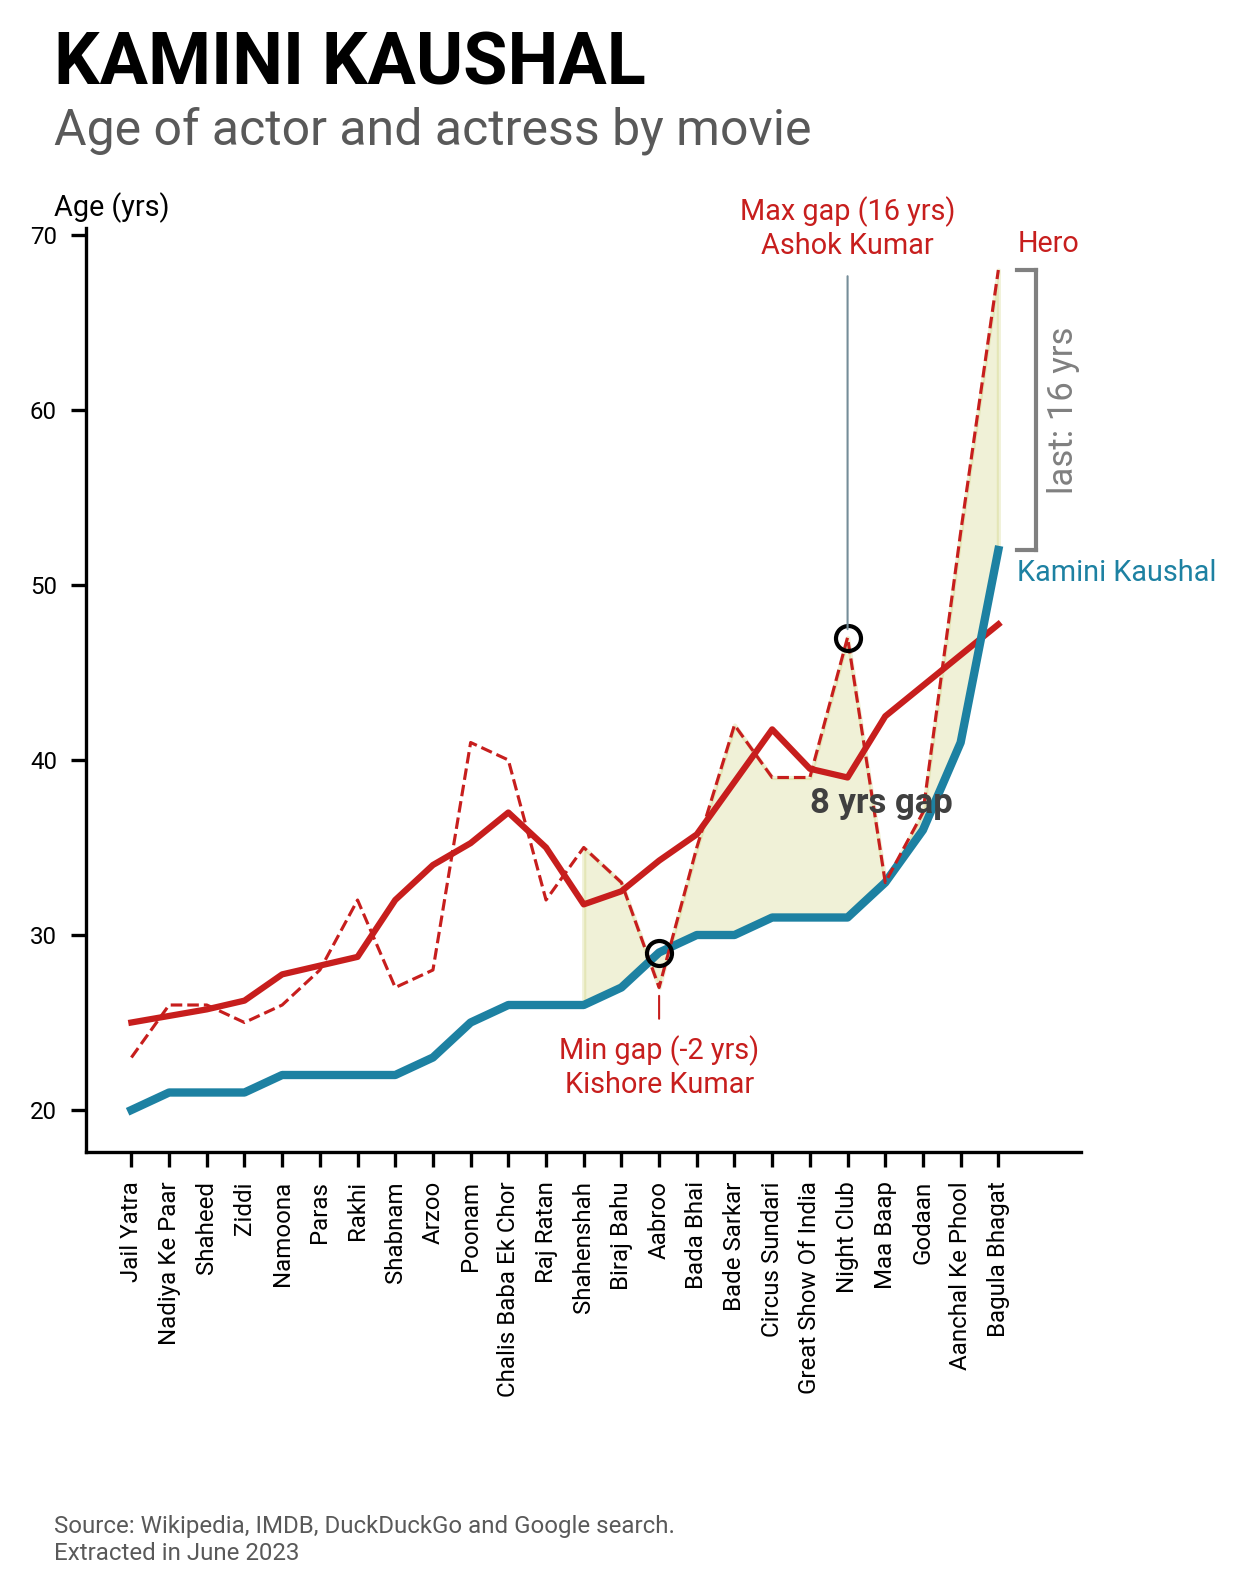 KAMINI KAUSHAL
Age of actor and actress by movie
Age (yrs)
Max gap (16 yrs)
Ashok Kumar
Hero
70
60
50
40
30
20
last: 16 yrs
Kamini Kaushal
8 yrs gap
Min gap (-2 yrs)
Kishore Kumar
Jail Yatra
Nadiya Ke Paar
Shaheed
Ziddi
Namoona
Paras
Rakhi
Shabnam
Arzoo
Poonam
Chalis Baba Ek Chor
Raj Ratan
Shahenshah
Biraj Bahu
Aabroo
Bada Bhai
Bade Sarkar
Circus Sundari
Great Show Of India
Night Club
Maa Baap
Godaan
Aanchal Ke Phool
Bagula Bhagat
Source: Wikipedia, IMDB, DuckDuckGo and Google search.
Extracted in June 2023